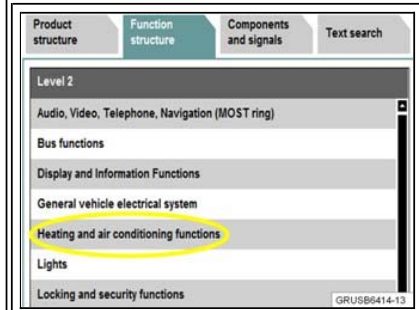 Product structure
Function structure
Components and signals
Text search
Level 2
Audio, Video, Telephone, Navigation (MOST ring)
Bus functions
Display and Information Functions
General vehicle electrical system
Heating and air conditioning functions
Lights
Locking and security functions
GRUSB6414-13